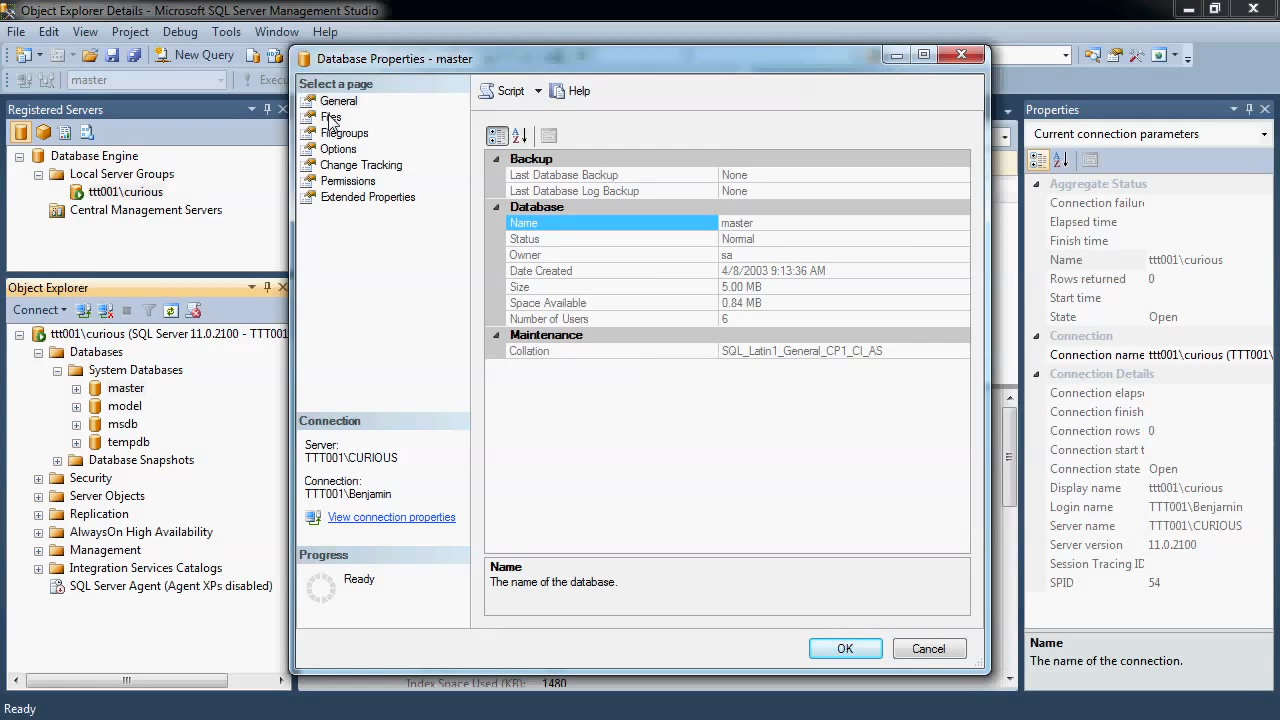 Object Explorer Details - Microsoft SQL Server Management Studio
File Edit View Project Debug Tools Window Help
New Query
master
Execu
Registered Servers
Database Engine
Local Server Groups
ttt001\curious
Central Management Servers
Object Explorer
Connect
ttt001\curious (SQL Server 11.0.2100 - TTT001
Databases
System Databases
master
model
msdb
tempdb
Database Snapshots
Security
Server Objects
Replication
AlwaysOn High Availability
Management
Integration Services Catalogs
SQL Server Agent (Agent XPs disabled)
Database Properties - master
Select a page
General
Files
Filegroups
Options
Change Tracking
Permissions
Extended Properties
Connection
Server:
TTT001\CURIOUS
Connection:
TTT001\Benjamin
View connection properties
Progress
Ready
Script Help
Backup
Last Database Backup None
Last Database Log Backup None
Database
Name master
Status Normal
Owner sa
Date Created 4/8/2003 9:13:36 AM
Size 5.00 MB
Space Available 0.84 MB
Number of Users 6
Maintenance
Collation SQL_Latin1_General_CP1_CI_AS
Name
The name of the database.
OK Cancel
Index Space Used (KB) 1480
Properties
Current connection parameters
Aggregate Status
Connection failure
Elapsed time
Finish time
Name ttt001\curious
Rows returned 0
Start time
State Open
Connection
Connection name ttt001\curious (TTT001\
Connection Details
Connection elapse
Connection finish
Connection rows 0
Connection start t
Connection state Open
Display name ttt001\curious
Login name TTT001\Benjamin
Server name TTT001\CURIOUS
Server version 11.0.2100
Session Tracing ID
SPID 54
Name
The name of the connection.
Ready